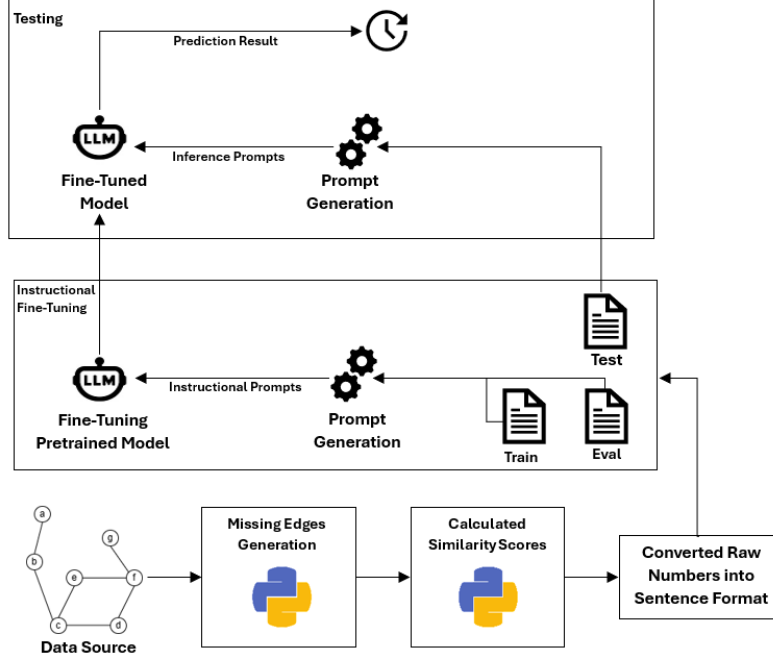 Testing
Prediction Result
LLM
Inference Prompts
Fine-Tuned
Model
Prompt
Generation
Instructional
Fine-Tuning
Test
LLM
Instructional Prompts
Fine-Tuning
Pretrained Model
Prompt
Generation
Train
Eval
a
b
g
e
f
c
d
Data Source
Missing Edges
Generation
Calculated
Similarity Scores
Converted Raw
Numbers into
Sentence Format